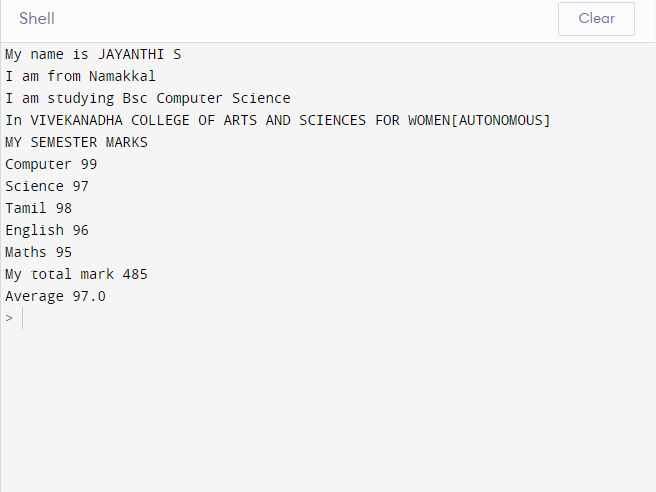 Shell
Clear
My name is JAYANTHI S
I am from Namakkal
I am studying Bsc Computer Science
In VIVEKANADHA COLLEGE OF ARTS AND SCIENCES FOR WOMEN[AUTONOMOUS]
MY SEMESTER MARKS
Computer 99
Science 97
Tamil 98
English 96
Maths 95
My total mark 485
Average 97.0
>